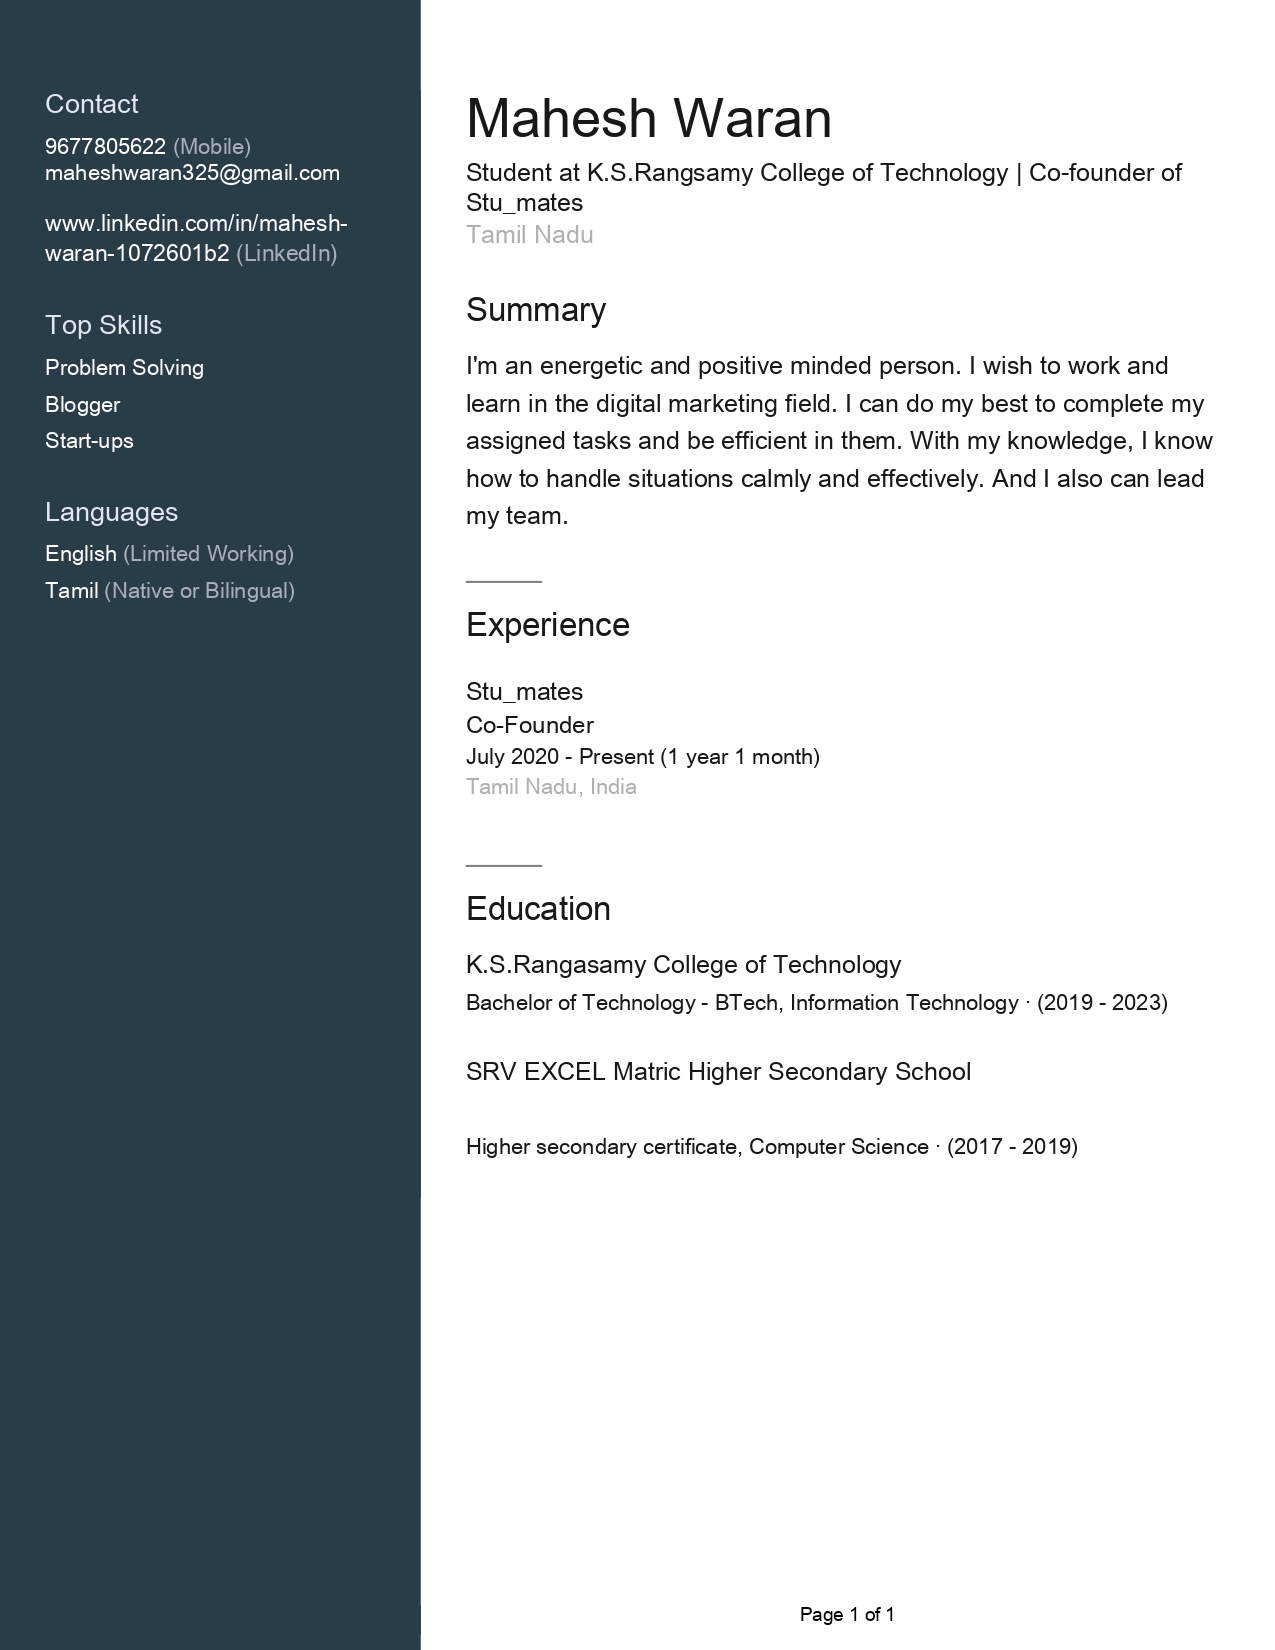 Contact
9677805622 (Mobile)
maheshwaran325@gmail.com
www.linkedin.com/in/mahesh-
waran-1072601b2 (LinkedIn)
Top Skills
Problem Solving
Blogger
Start-ups
Languages
English (Limited Working)
Tamil (Native or Bilingual)
Mahesh Waran
Student at K.S.Rangsamy College of Technology | Co-founder of
Stu_mates
Tamil Nadu
Summary
I'm an energetic and positive minded person. I wish to work and
learn in the digital marketing field. I can do my best to complete my
assigned tasks and be efficient in them. With my knowledge, I know
how to handle situations calmly and effectively. And I also can lead
my team.
Experience
Stu_mates
Co-Founder
July 2020 - Present (1 year 1 month)
Tamil Nadu, India
Education
K.S.Rangasamy College of Technology
Bachelor of Technology - BTech, Information Technology · (2019 - 2023)
SRV EXCEL Matric Higher Secondary School
Higher secondary certificate, Computer Science · (2017 - 2019)
Page 1 of 1